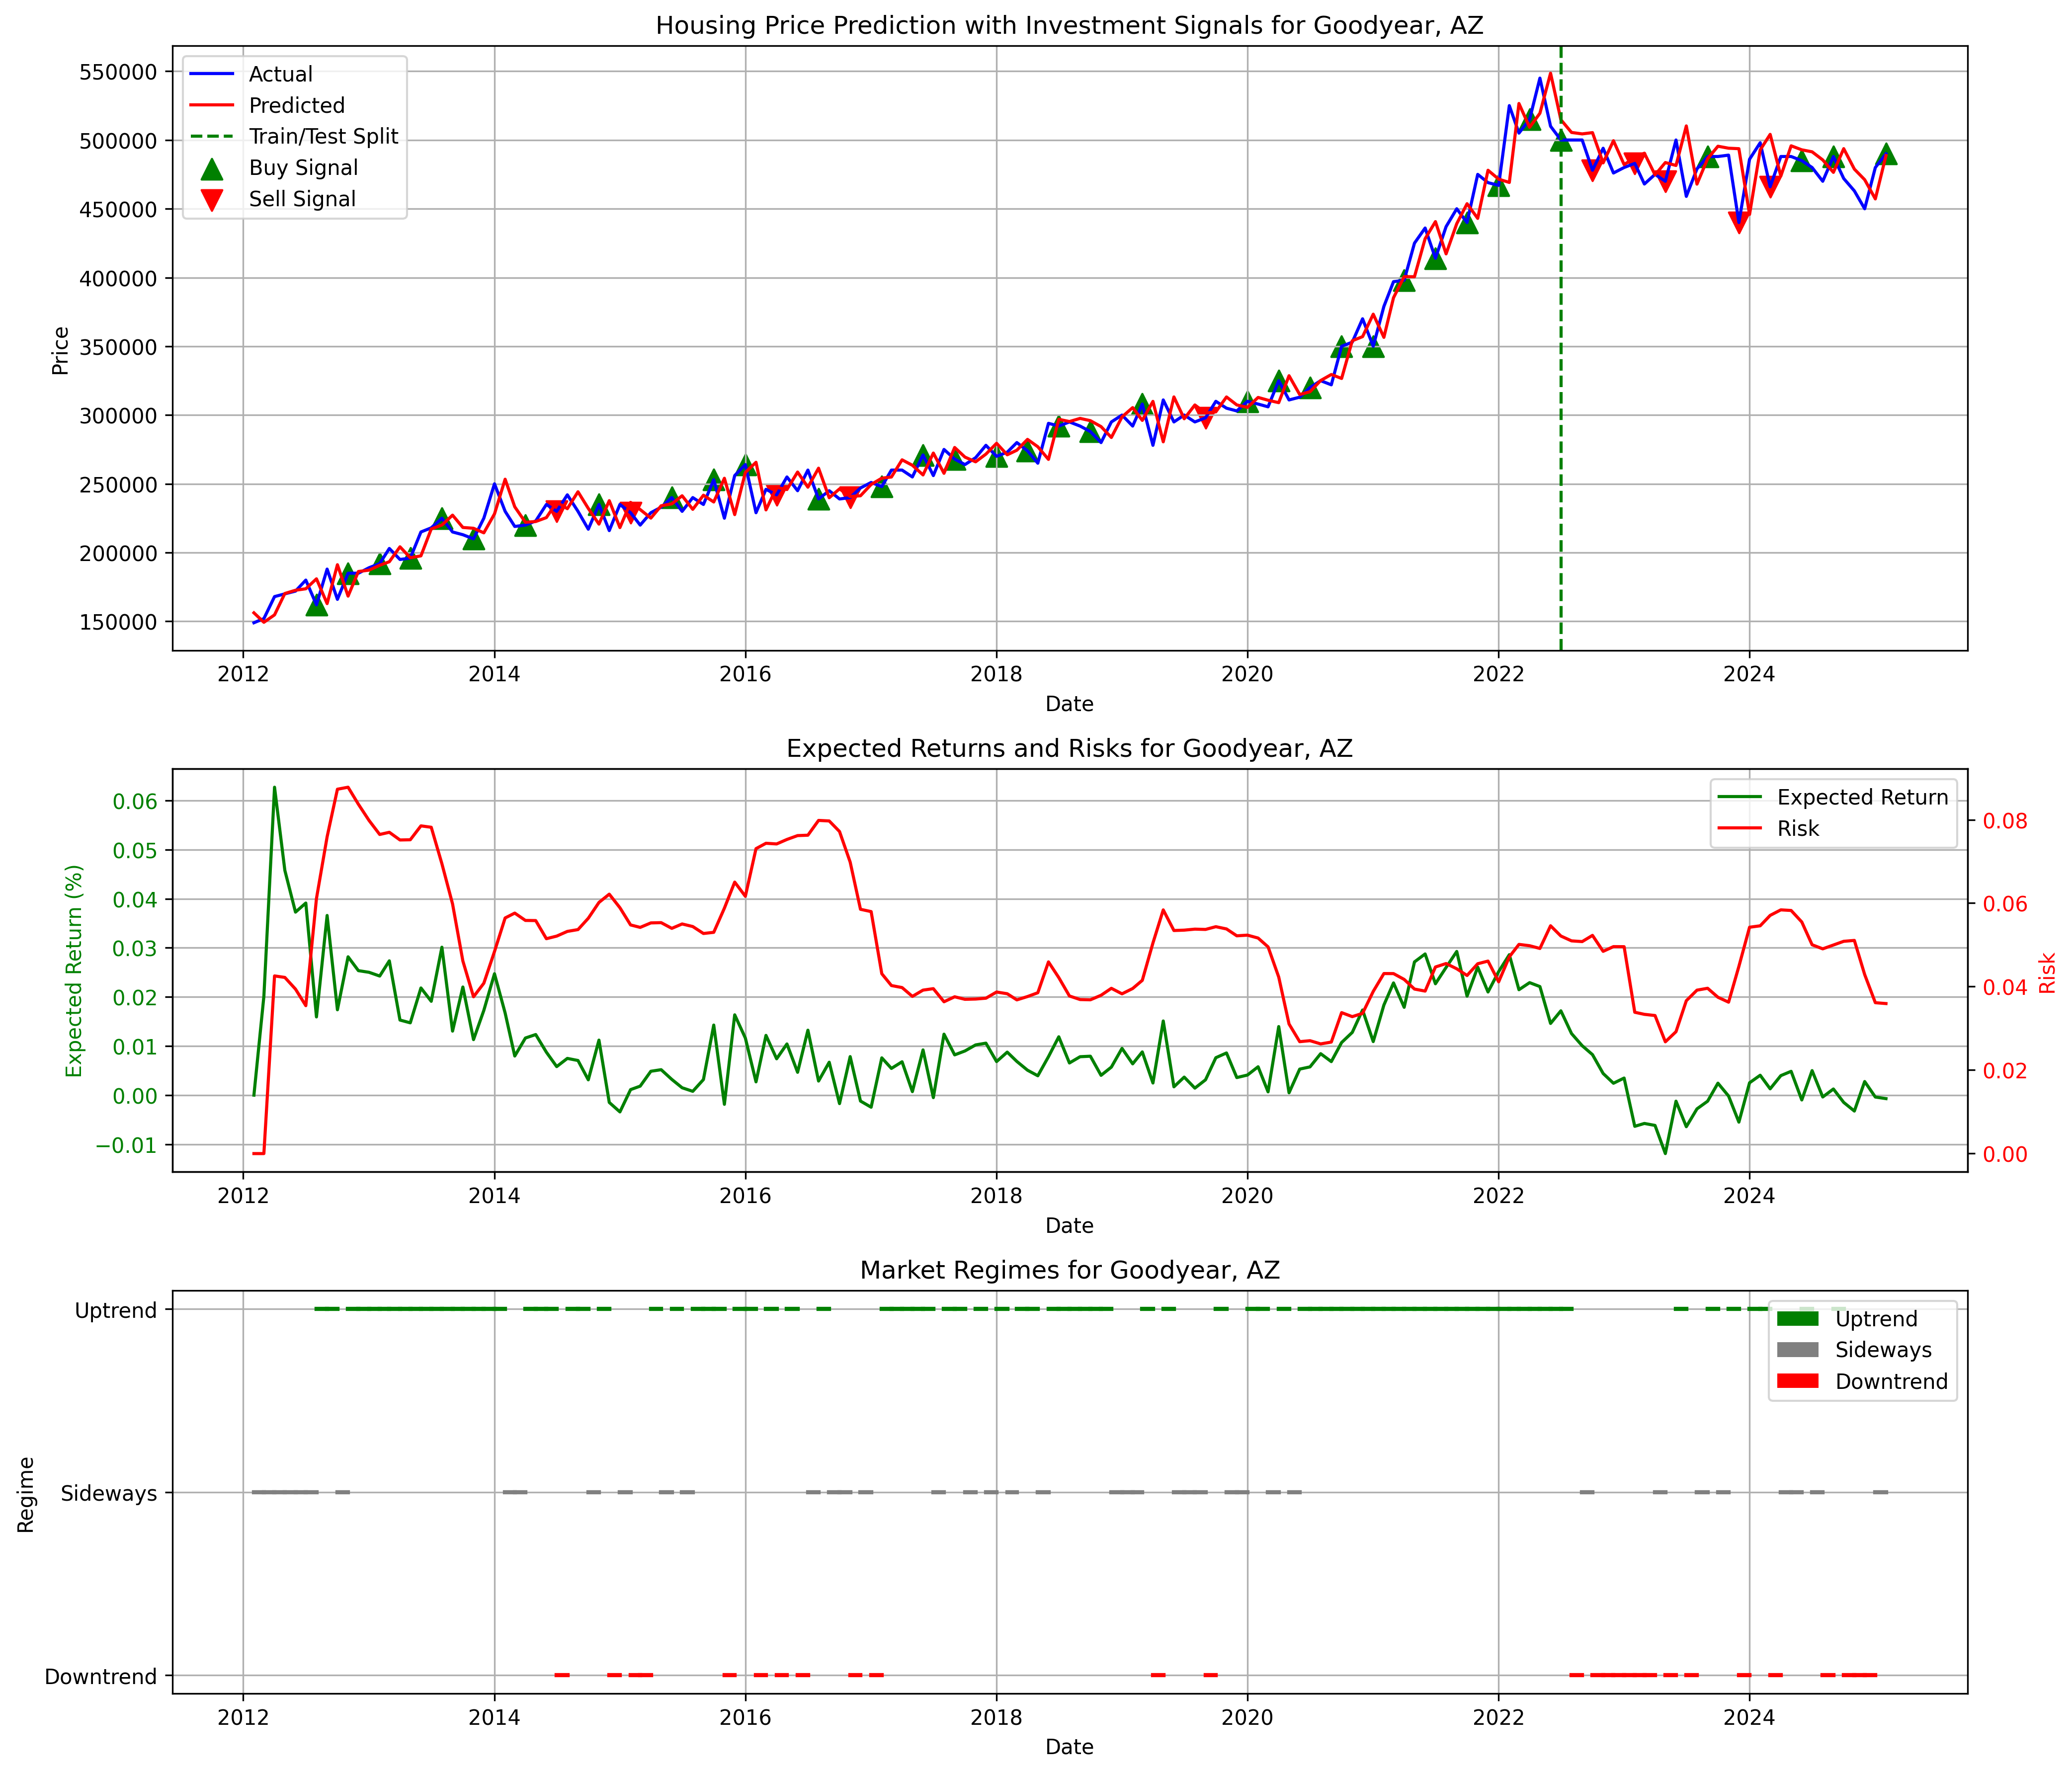 Housing Price Prediction with Investment Signals for Goodyear, AZ
Actual
Predicted
Train/Test Split
Buy Signal
Sell Signal
Price
550000
500000
450000
400000
350000
300000
250000
200000
150000
2012 2014 2016 2018 2020 2022 2024
Date
Expected Returns and Risks for Goodyear, AZ
Expected Return
Risk
Expected Return (%)
0.06
0.05
0.04
0.03
0.02
0.01
0.00
−0.01
0.08
0.06
0.04
0.02
0.00
Risk
2012 2014 2016 2018 2020 2022 2024
Date
Market Regimes for Goodyear, AZ
Uptrend
Sideways
Downtrend
Regime
Uptrend
Sideways
Downtrend
2012 2014 2016 2018 2020 2022 2024
Date